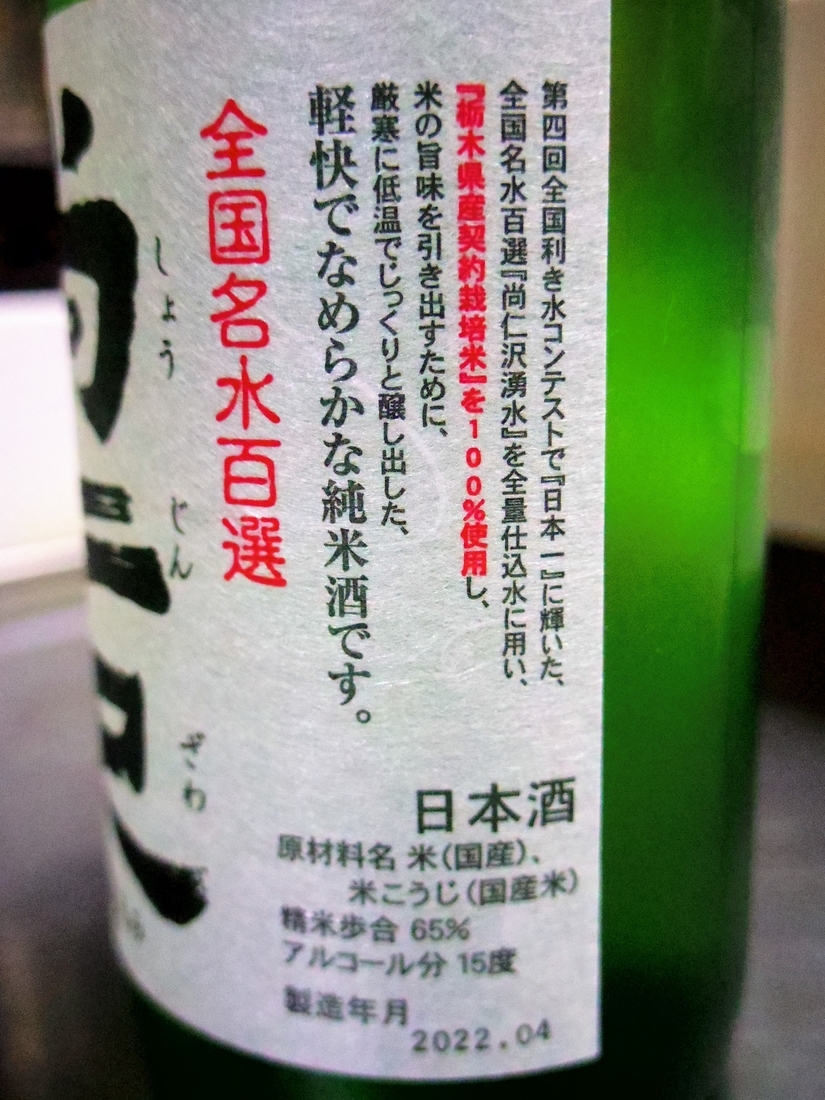 第四回全国利き水コンテストで『日本一』に輝いた、
全国名水百選『尚仁沢湧水』を全量仕込水に用い、
『栃木県産契約栽培米』を１００％使用し、
米の旨味を引き出すために、
厳寒に低温でじっくりと醸し出した、
軽快でなめらかな純米酒です。
全国名水百選
しょう
じん
ざわ
尚仁沢
日本酒
原材料名 米（国産）、
米こうじ（国産米）
精米歩合 65%
アルコール分 15度
製造年月
2022.04